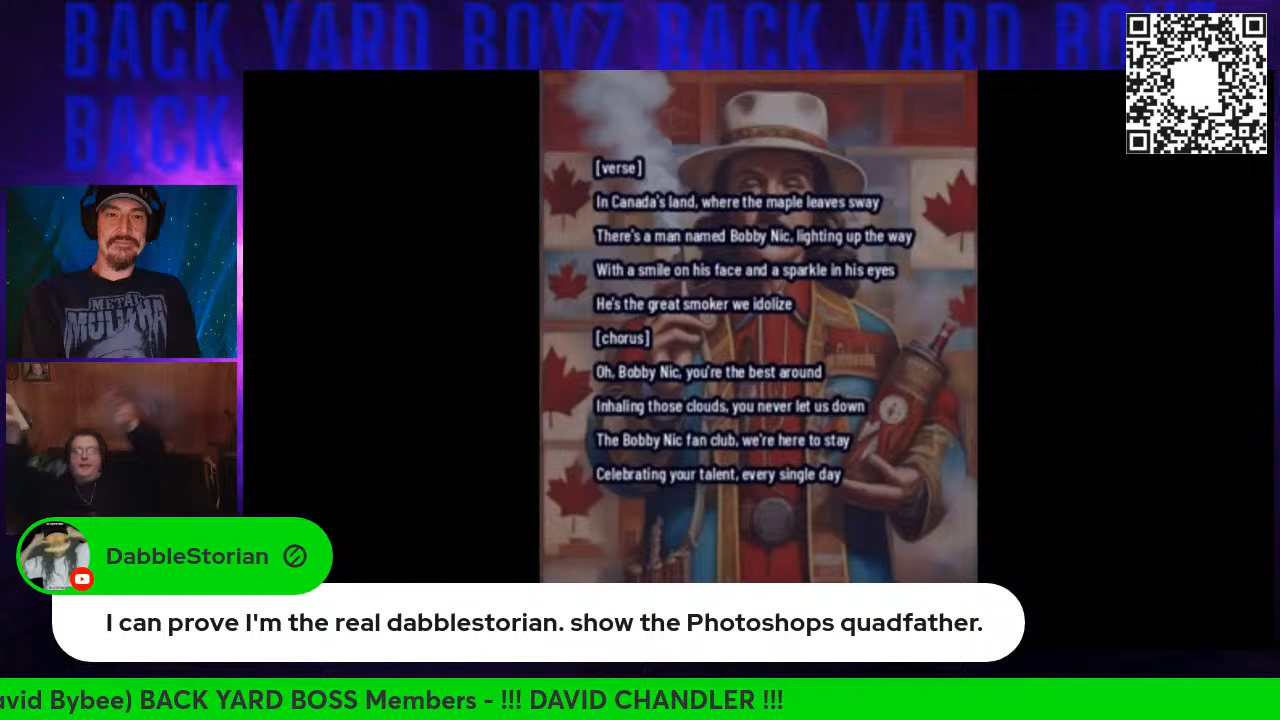 BACK YARD BOYZ BACK YARD
BACK
[verse]
In Canada's land, where the maple leaves sway
There's a man named Bobby Nic, lighting up the way
With a smile on his face and a sparkle in his eyes
He's the great smoker we idolize
[chorus]
Oh, Bobby Nic, you're the best around
Inhaling those clouds, you never let us down
The Bobby Nic fan club, we're here to stay
Celebrating your talent, every single day
METAL
MULISHA
DabbleStorian
I can prove I'm the real dabblestorian. show the Photoshops quadfather.
avid Bybee) BACK YARD BOSS Members - !!! DAVID CHANDLER !!!